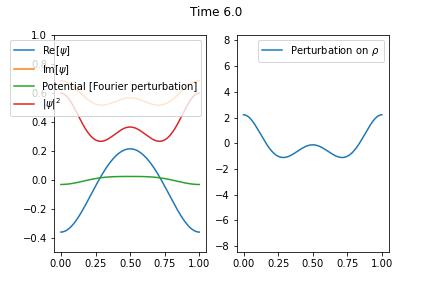 Time 6.0
1.0
0.8
0.6
0.4
0.2
0.0
−0.2
−0.4
Re[ψ]
Im[ψ]
Potential [Fourier perturbation]
|ψ|²
0.00 0.25 0.50 0.75 1.00
8
6
4
2
0
−2
−4
−6
−8
Perturbation on ρ
0.00 0.25 0.50 0.75 1.00